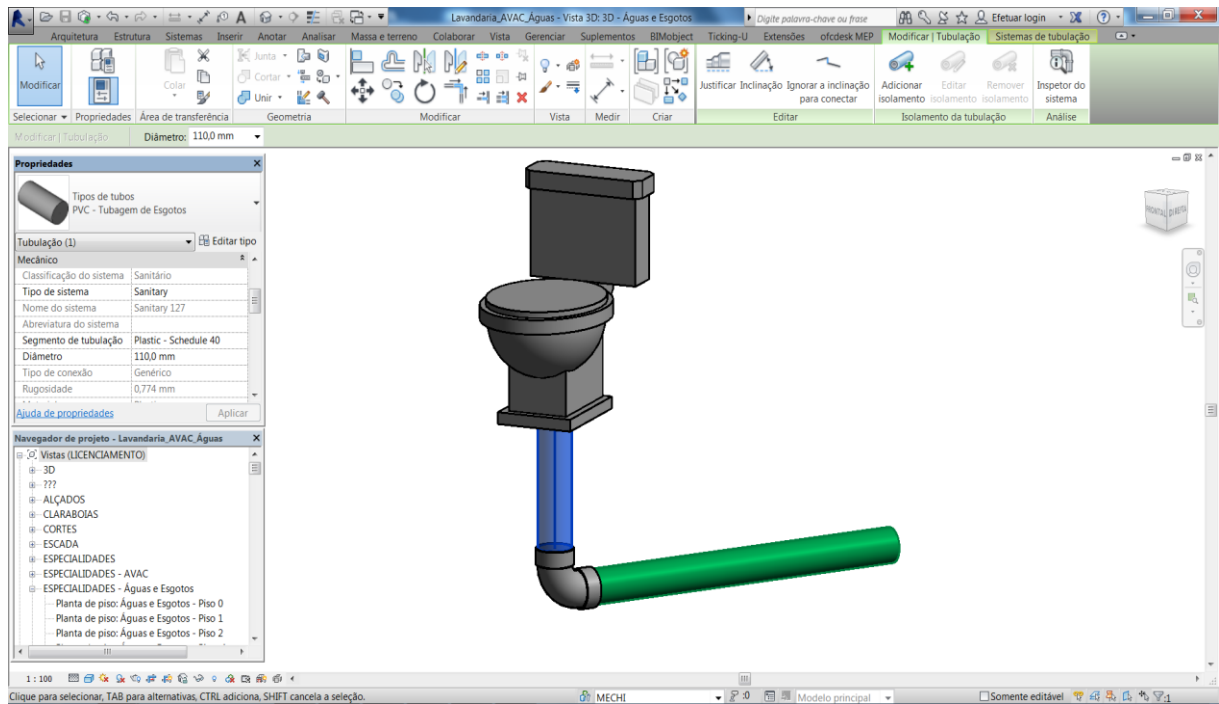 Lavandaria_AVAC_Águas - Vista 3D: 3D - Águas e Esgotos
Digite palavra-chave ou frase
Efetuar login
Arquitetura Estrutura Sistemas Inserir Anotar Analisar Massa e terreno Colaborar Vista Gerenciar Suplementos BIMobject Ticking-U Extensões ofcdesk MEP Modificar | Tubulação Sistemas de tubulação
Modificar
Colar
Junta
Cortar
Unir
Justificar Inclinação Ignorar a inclinação para conectar
Adicionar isolamento
Editar isolamento
Remover isolamento
Inspetor do sistema
Selecionar Propriedades Área de transferência Geometria Modificar Vista Medir Criar Editar Isolamento da tubulação Análise
Modificar | Tubulação Diâmetro: 110,0 mm
Propriedades
Tipos de tubos
PVC - Tubagem de Esgotos
Tubulação (1) Editar tipo
Mecânico
Classificação do sistema Sanitário
Tipo de sistema Sanitary
Nome do sistema Sanitary 127
Abreviatura do sistema
Segmento de tubulação Plastic - Schedule 40
Diâmetro 110,0 mm
Tipo de conexão Genérico
Rugosidade 0,774 mm
Ajuda de propriedades Aplicar
Navegador de projeto - Lavandaria_AVAC_Águas
Vistas (LICENCIAMENTO)
3D
???
ALÇADOS
CLARABOIAS
CORTES
ESCADA
ESPECIALIDADES
ESPECIALIDADES - AVAC
ESPECIALIDADES - Águas e Esgotos
Planta de piso: Águas e Esgotos - Piso 0
Planta de piso: Águas e Esgotos - Piso 1
Planta de piso: Águas e Esgotos - Piso 2
FRONTAL DIREITA
1 : 100
Clique para selecionar, TAB para alternativas, CTRL adiciona, SHIFT cancela a seleção. MECHI :0 Modelo principal Somente editável :1